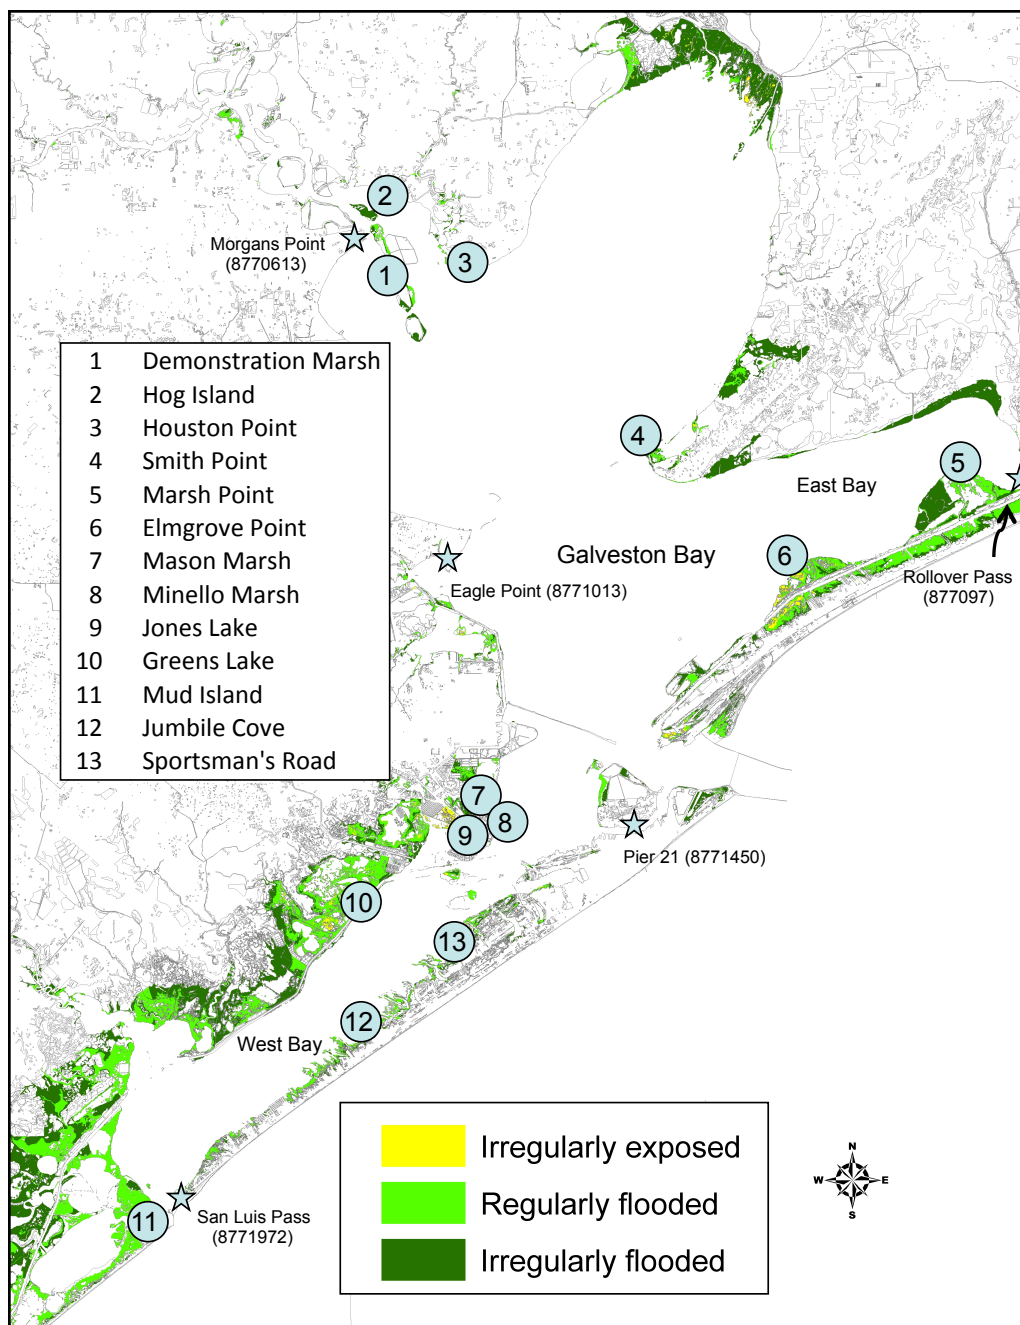 2
Morgans Point
(8770613)
3
1
1 Demonstration Marsh
2 Hog Island
3 Houston Point
4 Smith Point
5 Marsh Point
6 Elmgrove Point
7 Mason Marsh
8 Minello Marsh
9 Jones Lake
10 Greens Lake
11 Mud Island
12 Jumbile Cove
13 Sportsman's Road
4
5
East Bay
6
Galveston Bay
Rollover Pass
(877097)
Eagle Point (8771013)
7
8
9
Pier 21 (8771450)
10
13
12
West Bay
11
San Luis Pass
(8771972)
Irregularly exposed
Regularly flooded
Irregularly flooded
N
W E
S